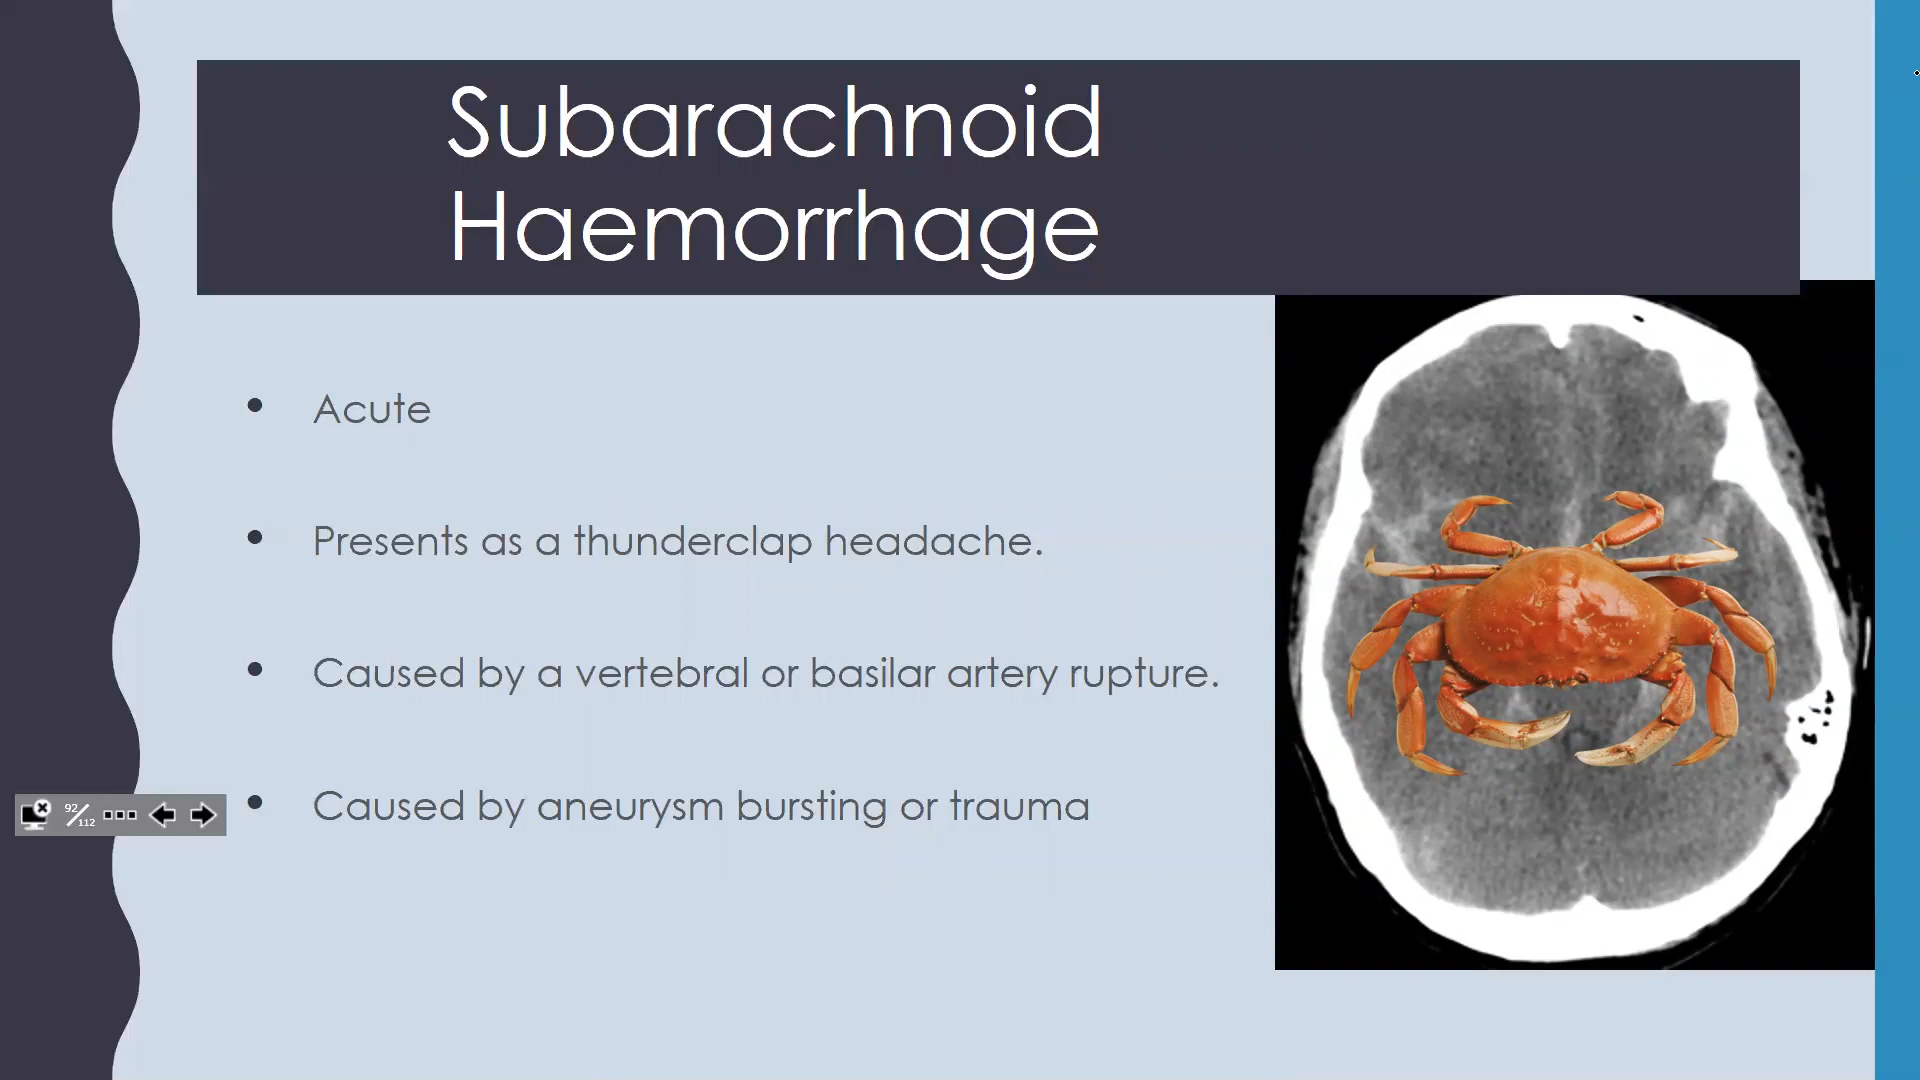 Subarachnoid
Haemorrhage
• Acute
• Presents as a thunderclap headache.
• Caused by a vertebral or basilar artery rupture.
• Caused by aneurysm bursting or trauma
92/112